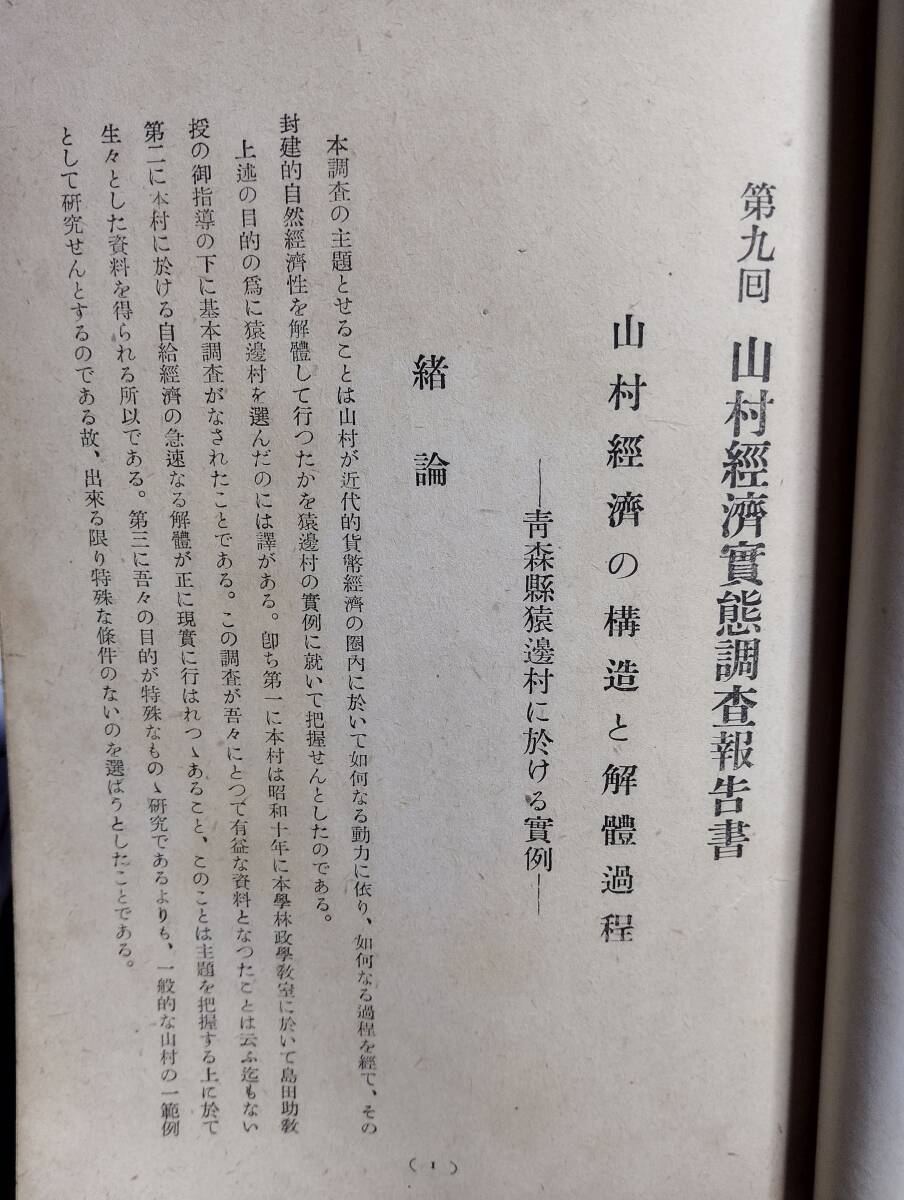 第九回 山村經濟實態調査報告書
山村經濟の構造と解體過程
――靑森縣猿邊村に於ける實例――
緒論
本調査の主題とせることは山村が近代的貨幣經濟の圈內に於いて如何なる動力に依り、如何なる過程を經て、その
封建的自然經濟性を解體して行つたかを猿邊村の實例に就いて把握せんとしたのである。
上述の目的の爲に猿邊村を選んだのには譯がある。卽ち第一に本村は昭和十年に本學林政學敎室に於いて島田助敎
授の御指導の下に基本調査がなされたことである。この調査が吾々にとつて有益な資料となつたことは云ふ迄もない
第二に本村に於ける自給經濟の急速なる解體が正に現實に行はれつゝあること、このことは主題を把握する上に於て
生々とした資料を得られる所以である。第三に吾々の目的が特殊なものゝ硏究であるよりも、一般的な山村の一範例
として硏究せんとするのである故、出來る限り特殊な條件のないのを選ばうとしたことである。
( 1 )